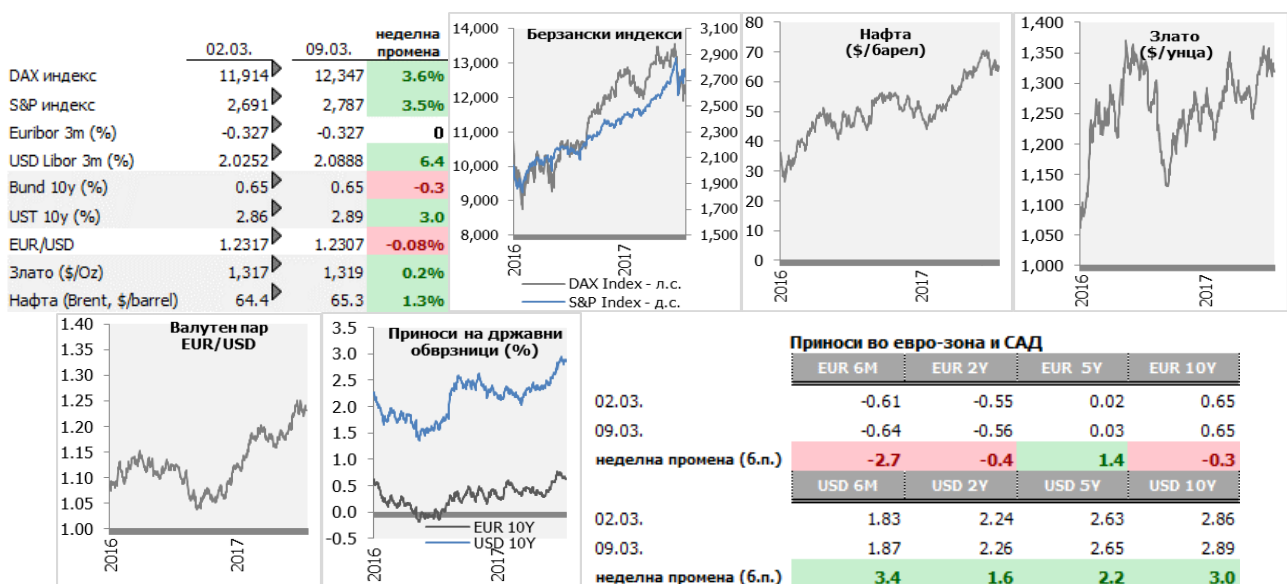 02.03. 09.03. неделна промена
DAX индекс 11,914 12,347 3.6%
S&P индекс 2,691 2,787 3.5%
Euribor 3m (%) -0.327 -0.327 0
USD Libor 3m (%) 2.0252 2.0888 6.4
Bund 10y (%) 0.65 0.65 -0.3
UST 10y (%) 2.86 2.89 3.0
EUR/USD 1.2317 1.2307 -0.08%
Злато ($/Oz) 1,317 1,319 0.2%
Нафта (Brent, $/barrel) 64.4 65.3 1.3%
Берзански индекси
14,000
13,000
12,000
11,000
10,000
9,000
8,000
3,100
2,900
2,700
2,500
2,300
2,100
1,900
1,700
1,500
2016 2017
DAX Index - л.с.
S&P Index - д.с.
Нафта
($/барел)
80
70
60
50
40
30
20
10
0
2016 2017
Злато
($/унца)
1,400
1,350
1,300
1,250
1,200
1,150
1,100
1,050
1,000
2016 2017
Валутен пар
EUR/USD
1.40
1.35
1.30
1.25
1.20
1.15
1.10
1.05
1.00
2016 2017
Приноси на државни
обврзници (%)
3.5
3.0
2.5
2.0
1.5
1.0
0.5
0.0
-0.5
EUR 10Y
USD 10Y
2016 2017
Приноси во евро-зона и САД
EUR 6M EUR 2Y EUR 5Y EUR 10Y
02.03. -0.61 -0.55 0.02 0.65
09.03. -0.64 -0.56 0.03 0.65
неделна промена (б.п.) -2.7 -0.4 1.4 -0.3
USD 6M USD 2Y USD 5Y USD 10Y
02.03. 1.83 2.24 2.63 2.86
09.03. 1.87 2.26 2.65 2.89
неделна промена (б.п.) 3.4 1.6 2.2 3.0